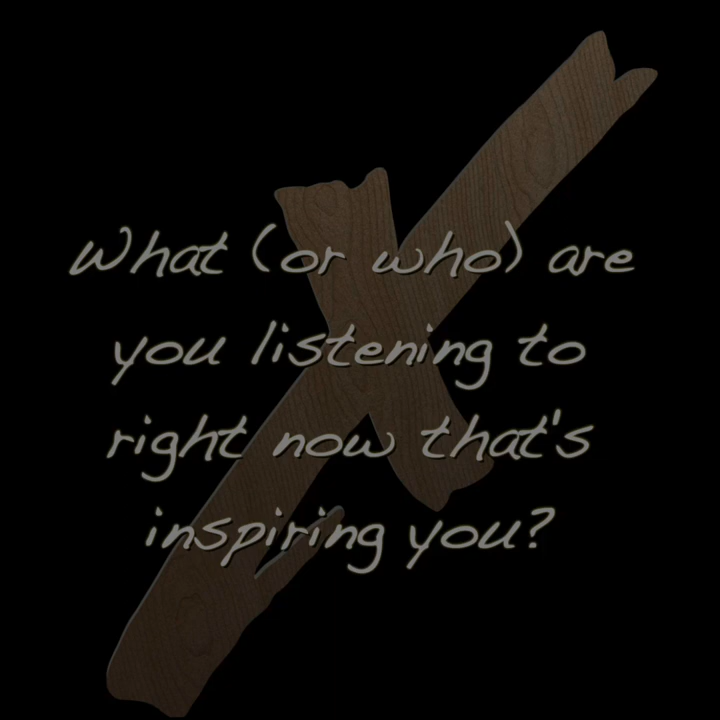 What (or who) are
you listening to
right now that's
inspiring you?